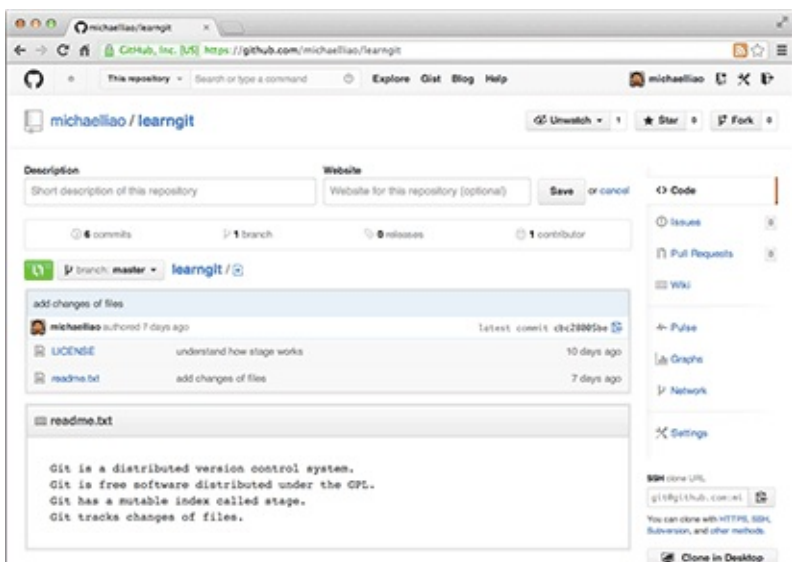 michaelliao/learngit
GitHub, Inc. [US] https://github.com/michaelliao/learngit
This repository Search or type a command Explore Gist Blog Help michaelliao
michaelliao / learngit Unwatch 1 Star 0 Fork 0
Description Website
Short description of this repository Website for this repository (optional) Save or cancel
6 commits 1 branch 0 releases 1 contributor
branch: master learngit /
add changes of files
michaelliao authored 7 days ago latest commit cbc28005be
LICENSE understand how stage works 10 days ago
readme.txt add changes of files 7 days ago
readme.txt
Git is a distributed version control system.
Git is free software distributed under the GPL.
Git has a mutable index called stage.
Git tracks changes of files.
Code
Issues 0
Pull Requests 0
Wiki
Pulse
Graphs
Network
Settings
SSH clone URL
git@github.com:mi
You can clone with HTTPS, SSH,
Subversion, and other methods.
Clone in Desktop